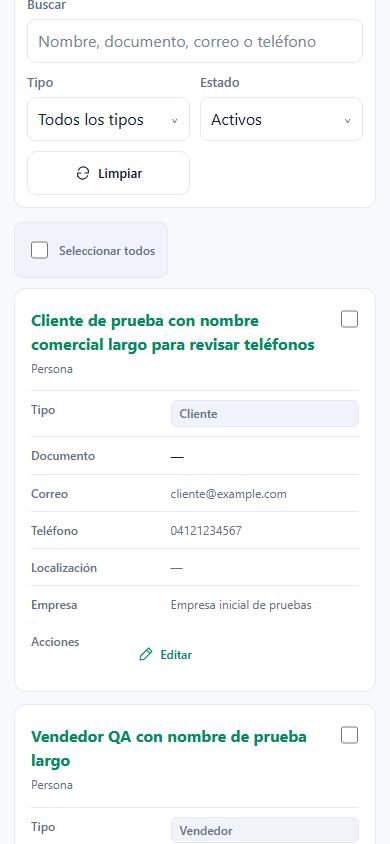 Buscar
Nombre, documento, correo o teléfono
Tipo Estado
Todos los tipos Activos
Limpiar
Seleccionar todos
Cliente de prueba con nombre
comercial largo para revisar teléfonos
Persona
Tipo Cliente
Documento —
Correo cliente@example.com
Teléfono 04121234567
Localización —
Empresa Empresa inicial de pruebas
Acciones Editar
Vendedor QA con nombre de prueba
largo
Persona
Tipo Vendedor